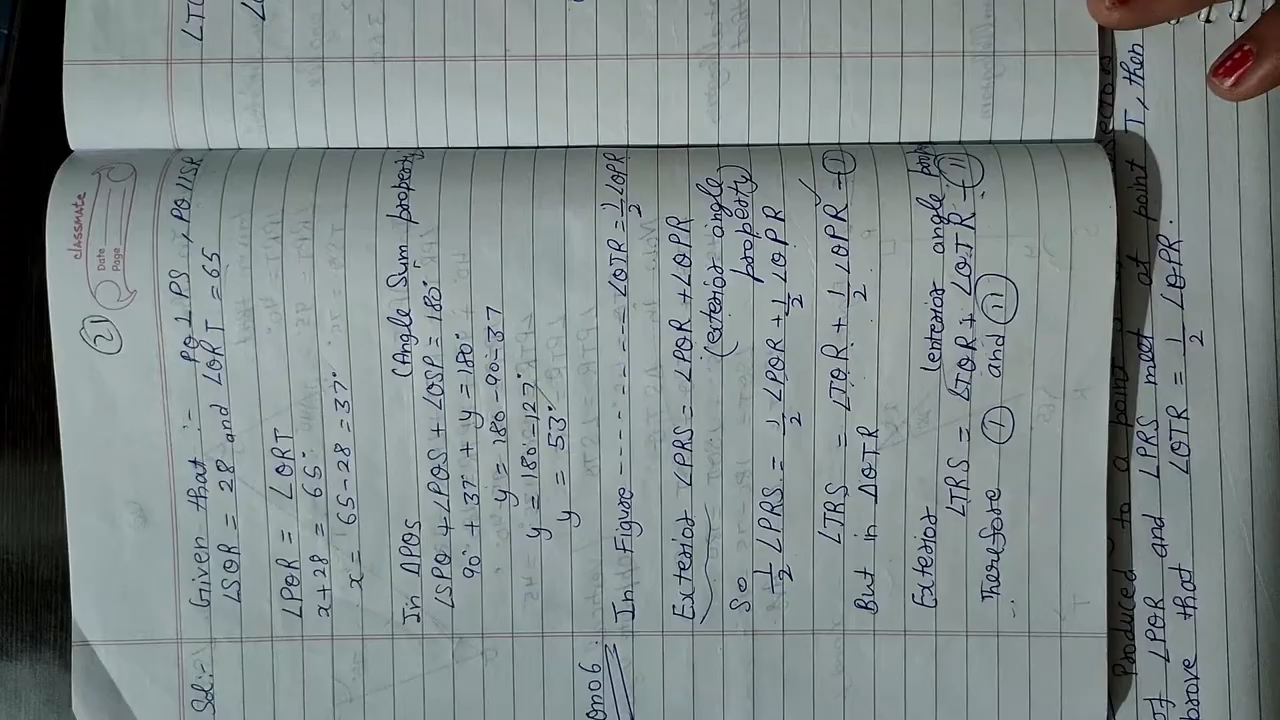 classmate
Date
Page
(21)
Sol:- Given that :- PQ ⊥ PS , PQ || SR
∠SQR = 28 and ∠QRT = 65
∠PQR = ∠QRT
x + 28 = 65°
x = 65 - 28 = 37°
In ΔPQS (Angle Sum property
∠SPQ + ∠PQS + ∠QSP = 180°
90° + 37° + y = 180°
y = 180 - 90 - 37
y = 180° - 127°
y = 53°
In Figure ------- ∠QTR = 1/2 ∠QPR
Exterior ∠PRS = ∠PQR + ∠QPR
(exterior angle
So property)
1/2 ∠PRS = 1/2 ∠PQR + 1/2 ∠QPR
∠TRS = ∠TQR + 1/2 ∠QPR - (I)
But in ΔQTR
Exterior (exterior angle
∠TRS = ∠TQR + ∠QTR - (II)
Therefore (I) and (II)
Produced to a point
If ∠PQR and ∠PRS meet at point T, then
prove that ∠QTR = 1/2 ∠QPR.